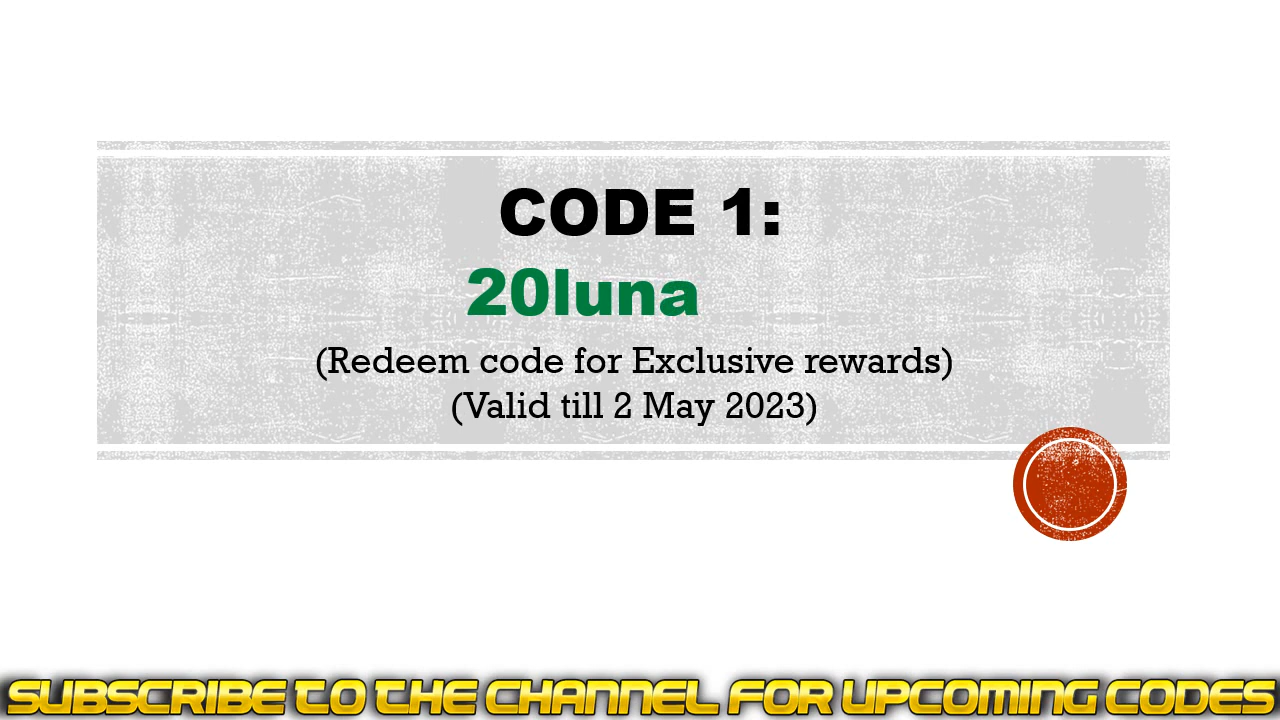 CODE 1:
20luna
(Redeem code for Exclusive rewards)
(Valid till 2 May 2023)
SUBSCRIBE TO THE CHANNEL FOR UPCOMING CODES